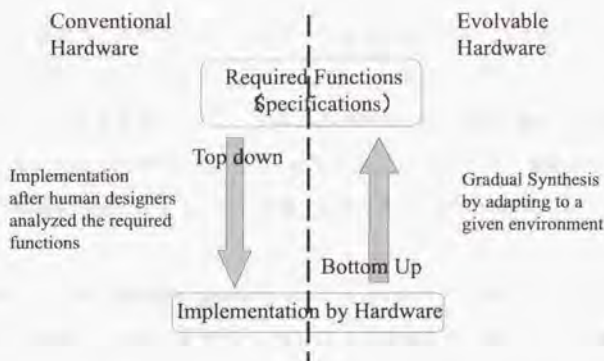 Conventional
Hardware
Evolvable
Hardware
Required Functions
(Specifications)
Top down
Implementation
after human designers
analyzed the required
functions
Gradual Synthesis
by adapting to a
given environment
Bottom Up
Implementation by Hardware